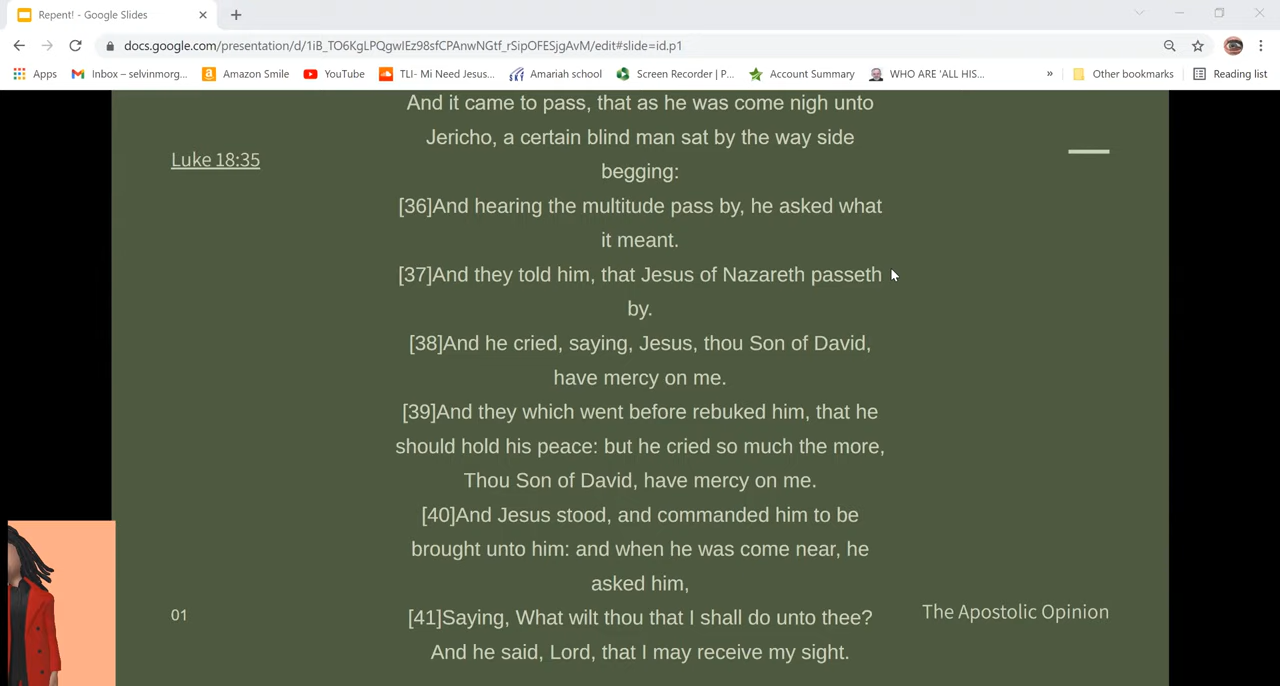 Repent! - Google Slides
docs.google.com/presentation/d/1iB_TO6KgLPQgwIEz98sfCPAnwNGtf_rSipOFESjgAvM/edit#slide=id.p1
Apps
Inbox – selvinmorg...
Amazon Smile
YouTube
TLI- Mi Need Jesus...
Amariah school
Screen Recorder | P...
Account Summary
WHO ARE 'ALL HIS...
»
Other bookmarks
Reading list
Luke 18:35
And it came to pass, that as he was come nigh unto
Jericho, a certain blind man sat by the way side
begging:
[36]And hearing the multitude pass by, he asked what
it meant.
[37]And they told him, that Jesus of Nazareth passeth
by.
[38]And he cried, saying, Jesus, thou Son of David,
have mercy on me.
[39]And they which went before rebuked him, that he
should hold his peace: but he cried so much the more,
Thou Son of David, have mercy on me.
[40]And Jesus stood, and commanded him to be
brought unto him: and when he was come near, he
asked him,
[41]Saying, What wilt thou that I shall do unto thee?
And he said, Lord, that I may receive my sight.
01
The Apostolic Opinion